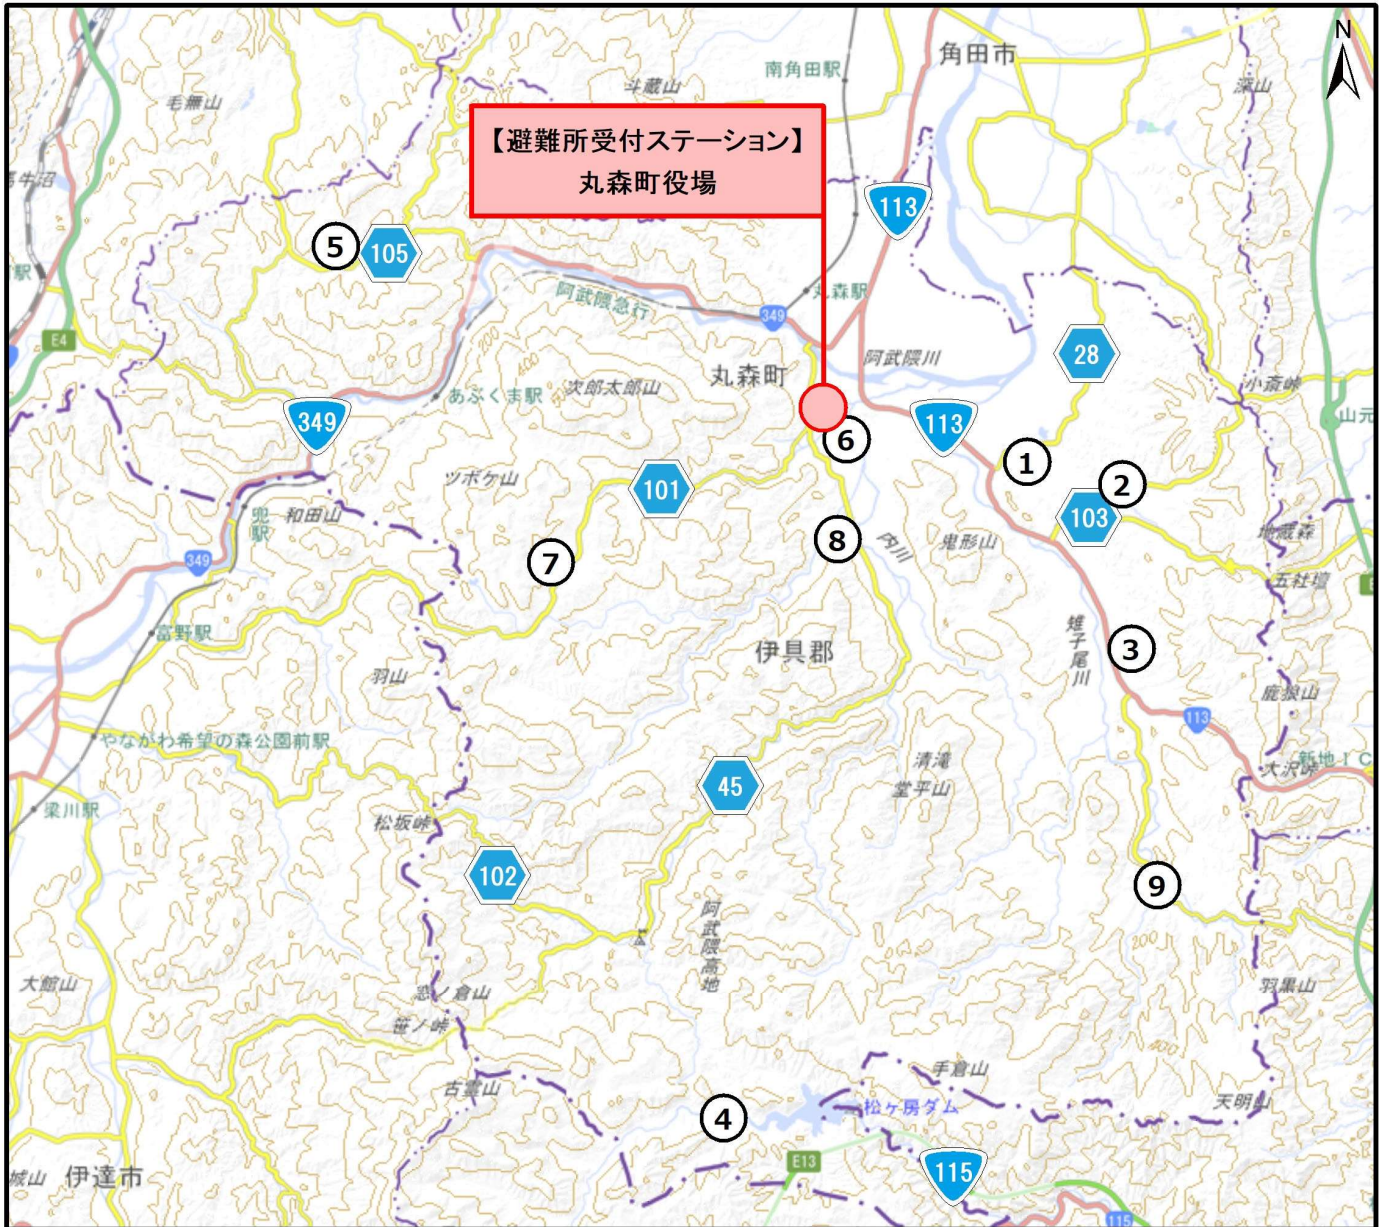 N
角田市
南角田駅
斗蔵山
深山
毛無山
【避難所受付ステーション】
丸森町役場
113
5
105
阿武隈急行
丸森駅
349
E4
28
阿武隈川
丸森町
次郎太郎山
あぶくま駅
小斎峠
349
6
113
1
ツボケ山
101
2
103
和田山
兜駅
7
8
内川
鬼形山
地蔵森
五社壇
349
富野駅
伊具郡
雉子尾川
3
羽山
鹿狼山
113
やながわ希望の森公園前駅
清滝
新地IC
大沢峠
45
堂平山
梁川駅
松坂峠
102
9
阿武隈高地
200
大館山
窓ノ倉山
羽黒山
笹ノ峠
400
手倉山
古霊山
天明山
4
松ヶ房ダム
E13
115
城山
伊達市
115